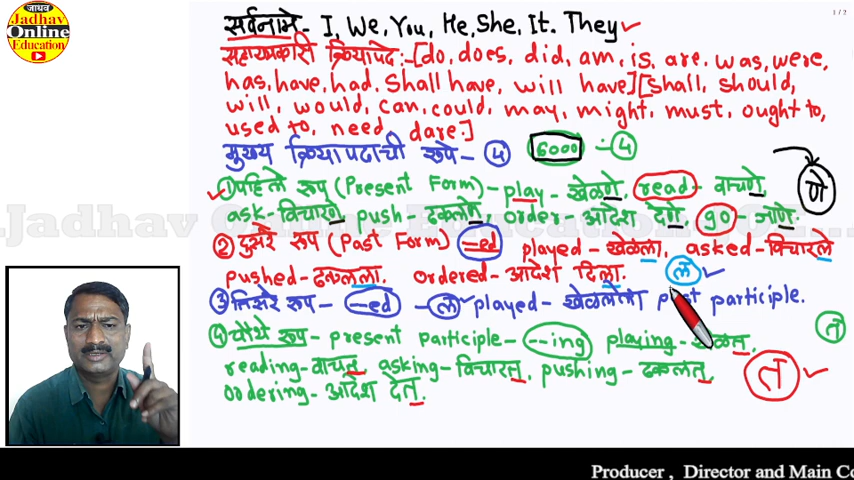 जाधव
Jadhav
Online
Education
1/2
सर्वनामे - I, We, You, He, She, It. They
सहाय्यकारी क्रियापदे:-[do, does, did, am, is, are, was, were,
has, have, had, Shall have, will have][Shall, should,
will, would, can, could, may, might, must, ought to,
used to, need, dare.]
मुख्य क्रियापदाची रूपे - ④ 6000 ÷ ④
① पहिले रूप (Present Form) - play - खेळणे, read - वाचणे, णे
ask - विचारणे push - ढकलणे order - आदेश देणे go - जाणे.
② दुसरे रूप (Past Form) --ed played - खेळला, asked - विचारले
pushed - ढकलला. ordered - आदेश दिला. ले
③ तिसरे रूप - --ed - ले played - खेळलेला past participle.
④ चौथे रूप - present participle - --ing playing - खेळत, त
reading - वाचत, asking - विचारत, pushing - ढकलत, त
ordering - आदेश देत.
Jadhav Online Education
Producer , Director and Main Co